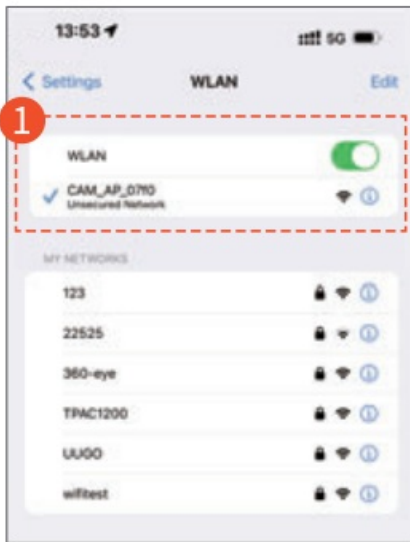 13:53
5G
Settings WLAN Edit
1
WLAN
CAM_AP_07f0
Unsecured Network
MY NETWORKS
123
22525
360-eye
TPAC1200
UUGO
wifitest